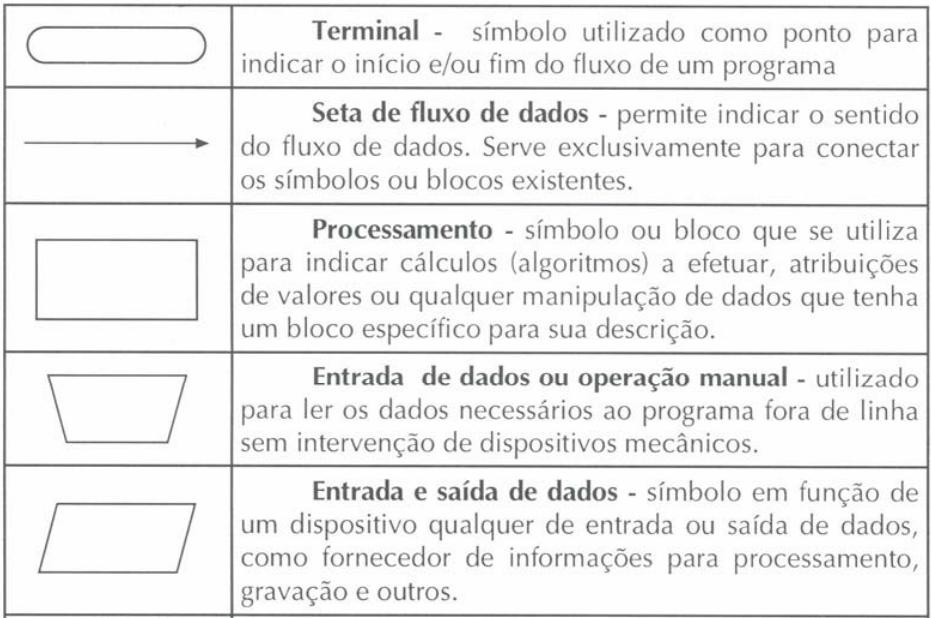 Terminal - símbolo utilizado como ponto para
indicar o início e/ou fim do fluxo de um programa
Seta de fluxo de dados - permite indicar o sentido
do fluxo de dados. Serve exclusivamente para conectar
os símbolos ou blocos existentes.
Processamento - símbolo ou bloco que se utiliza
para indicar cálculos (algoritmos) a efetuar, atribuições
de valores ou qualquer manipulação de dados que tenha
um bloco específico para sua descrição.
Entrada de dados ou operação manual - utilizado
para ler os dados necessários ao programa fora de linha
sem intervenção de dispositivos mecânicos.
Entrada e saída de dados - símbolo em função de
um dispositivo qualquer de entrada ou saída de dados,
como fornecedor de informações para processamento,
gravação e outros.